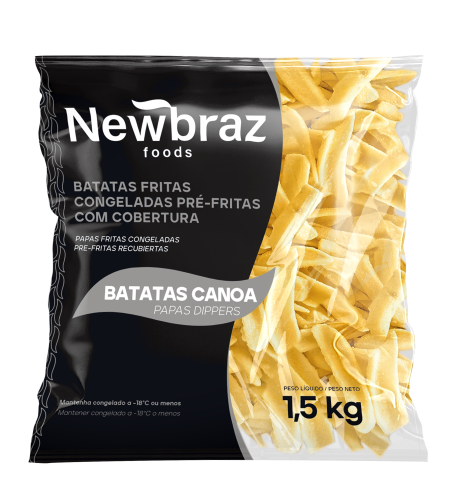 Newbraz
foods
BATATAS FRITAS
CONGELADAS PRÉ-FRITAS
COM COBERTURA
PAPAS FRITAS CONGELADAS
PRE-FRITAS RECUBIERTAS
BATATAS CANOA
PAPAS DIPPERS
PESO LÍQUIDO / PESO NETO
1,5 kg
Mantenha congelado a -18°C ou menos
Mantener congelado a -18°C o menos